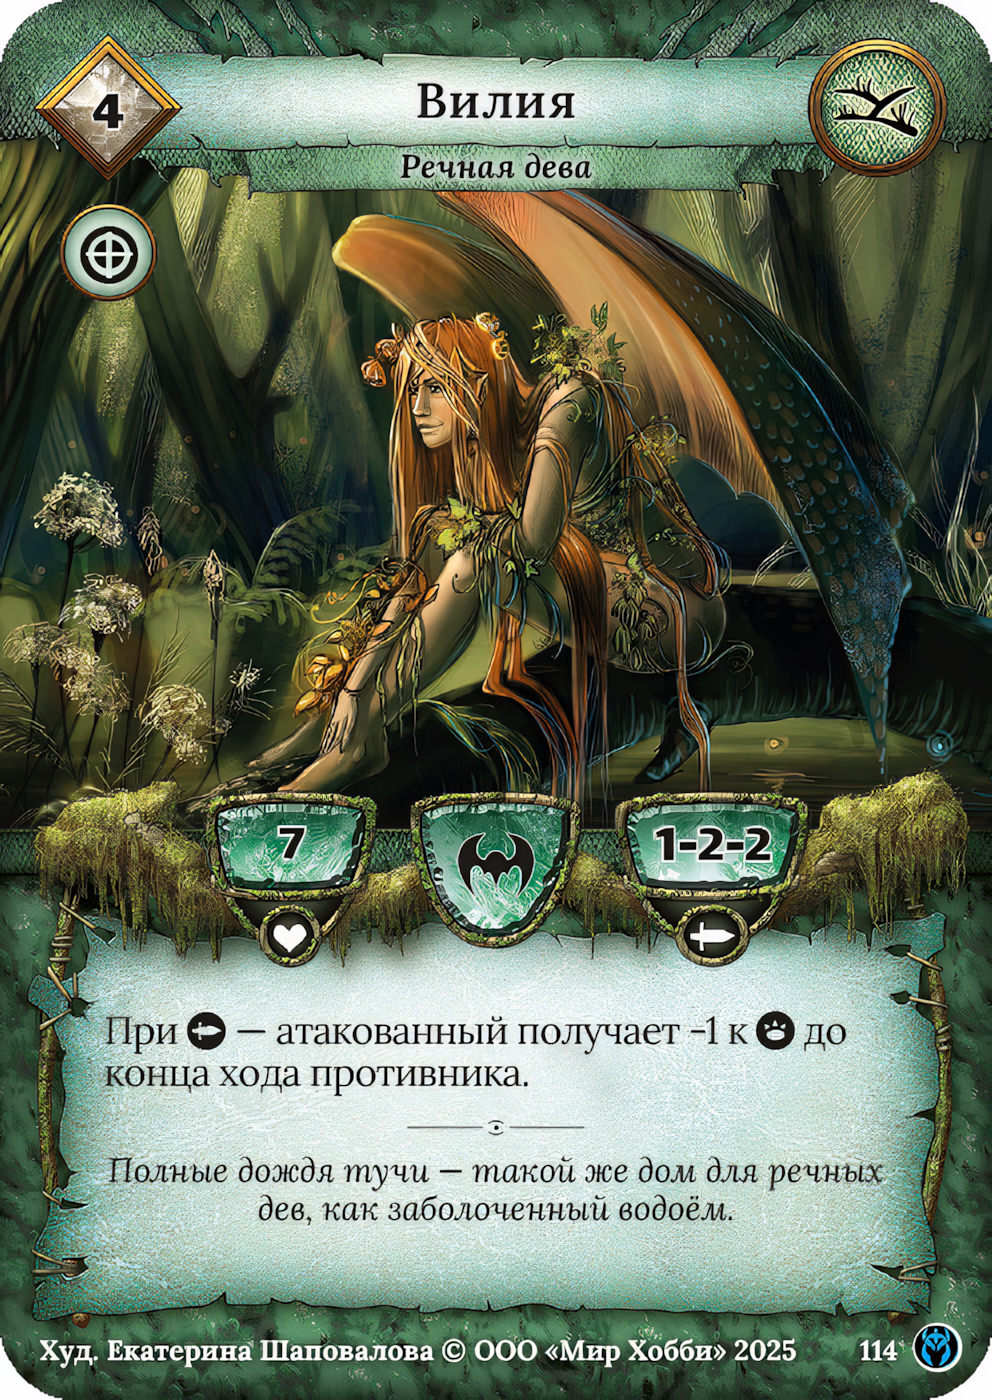 4
Вилия
Речная дева
7
1-2-2
При — атакованный получает -1 к до
конца хода противника.
Полные дождя тучи — такой же дом для речных
дев, как заболоченный водоём.
Худ. Екатерина Шаповалова © ООО «Мир Хобби» 2025
114